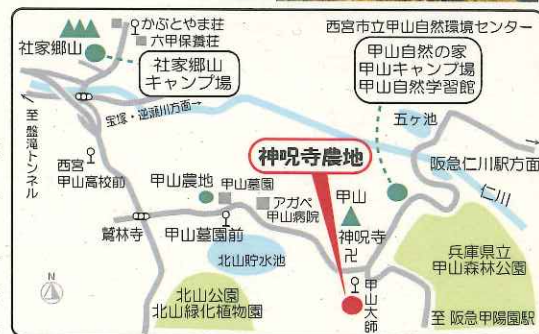 かぶとやま荘
六甲保養荘
社家郷山
社家郷山
キャンプ場
西宮市立甲山自然環境センター
甲山自然の家
甲山キャンプ場
甲山自然学習館
至 盤滝トンネル
宝塚・逆瀬川方面→
五ヶ池
西宮
甲山高校前
神呪寺農地
阪急仁川駅方面
仁川
甲山農地
甲山墓園
アガペ
甲山病院
甲山
神呪寺
卍
鷲林寺
甲山墓園前
北山貯水池
兵庫県立
甲山森林公園
甲山大師
北山公園
北山緑化植物園
至 阪急甲陽園駅
N